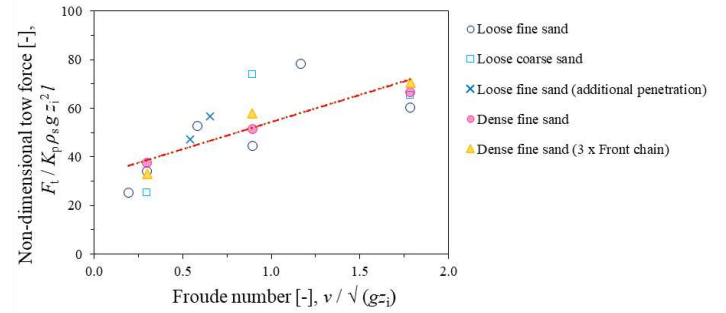 Non-dimensional tow force [-],
Fₜ / Kₚ ρₛ g zᵢ² l
100
80
60
40
20
0
0.0 0.5 1.0 1.5 2.0
Froude number [-], v / √ (gzᵢ)
Loose fine sand
Loose coarse sand
Loose fine sand (additional penetration)
Dense fine sand
Dense fine sand (3 x Front chain)